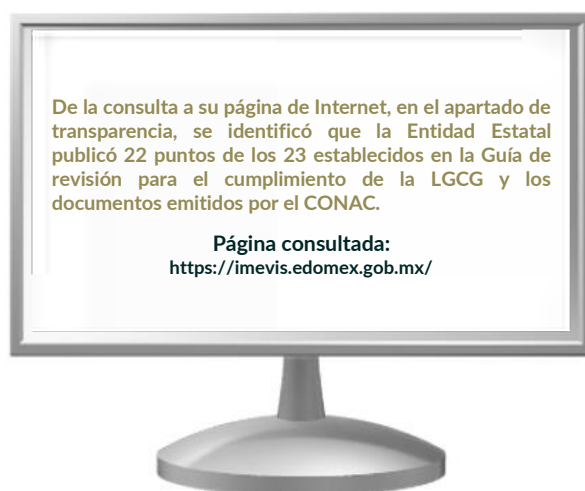 De la consulta a su página de Internet, en el apartado de
transparencia, se identificó que la Entidad Estatal
publicó 22 puntos de los 23 establecidos en la Guía de
revisión para el cumplimiento de la LGCG y los
documentos emitidos por el CONAC.
Página consultada:
https://imevis.edomex.gob.mx/